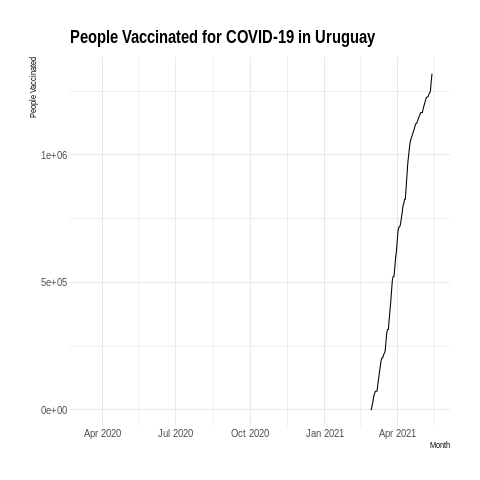 People Vaccinated for COVID-19 in Uruguay
People Vaccinated
1e+06
5e+05
0e+00
Apr 2020 Jul 2020 Oct 2020 Jan 2021 Apr 2021
Month